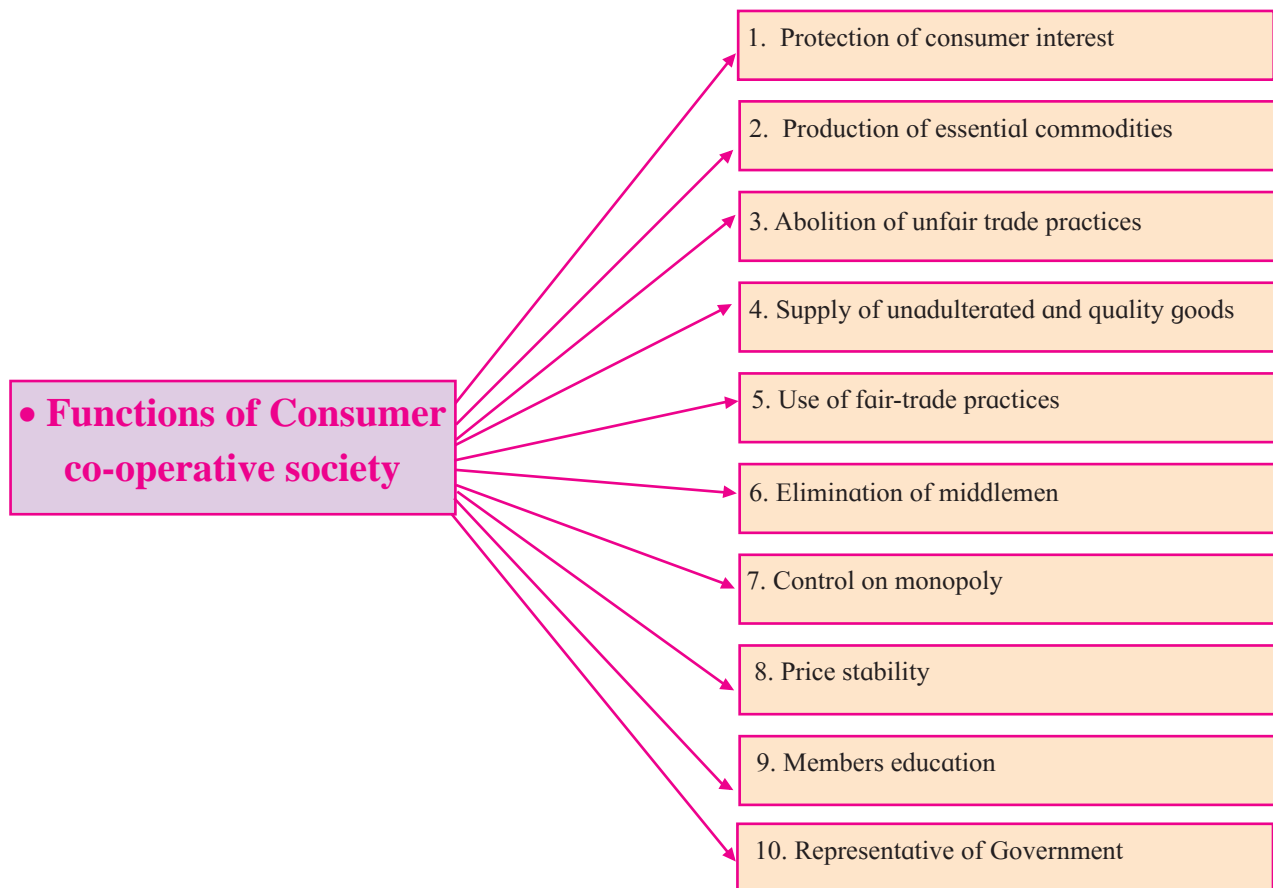 • Functions of Consumer
co-operative society
1. Protection of consumer interest
2. Production of essential commodities
3. Abolition of unfair trade practices
4. Supply of unadulterated and quality goods
5. Use of fair-trade practices
6. Elimination of middlemen
7. Control on monopoly
8. Price stability
9. Members education
10. Representative of Government